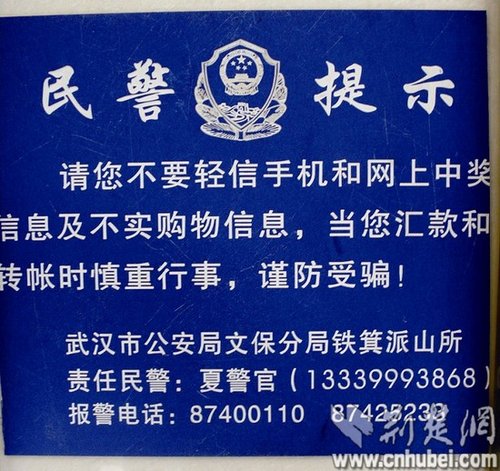 民警 提示
请您不要轻信手机和网上中奖
信息及不实购物信息，当您汇款和
转帐时慎重行事，谨防受骗！
武汉市公安局文保分局铁箕派山所
责任民警：夏警官（13339993868）
报警电话：87400110 87425239
荆楚网
www.cnhubei.com